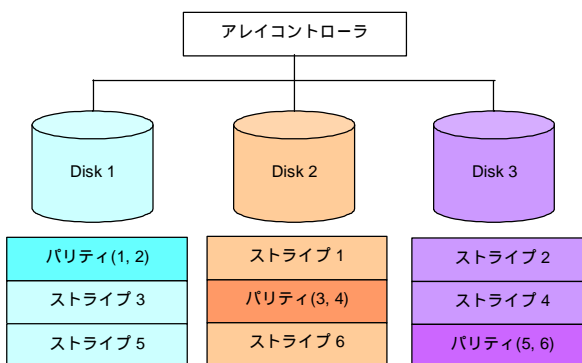 アレイコントローラ
Disk 1
Disk 2
Disk 3
パリティ(1, 2)
ストライプ 1
ストライプ 2
ストライプ 3
パリティ(3, 4)
ストライプ 4
ストライプ 5
ストライプ 6
パリティ(5, 6)